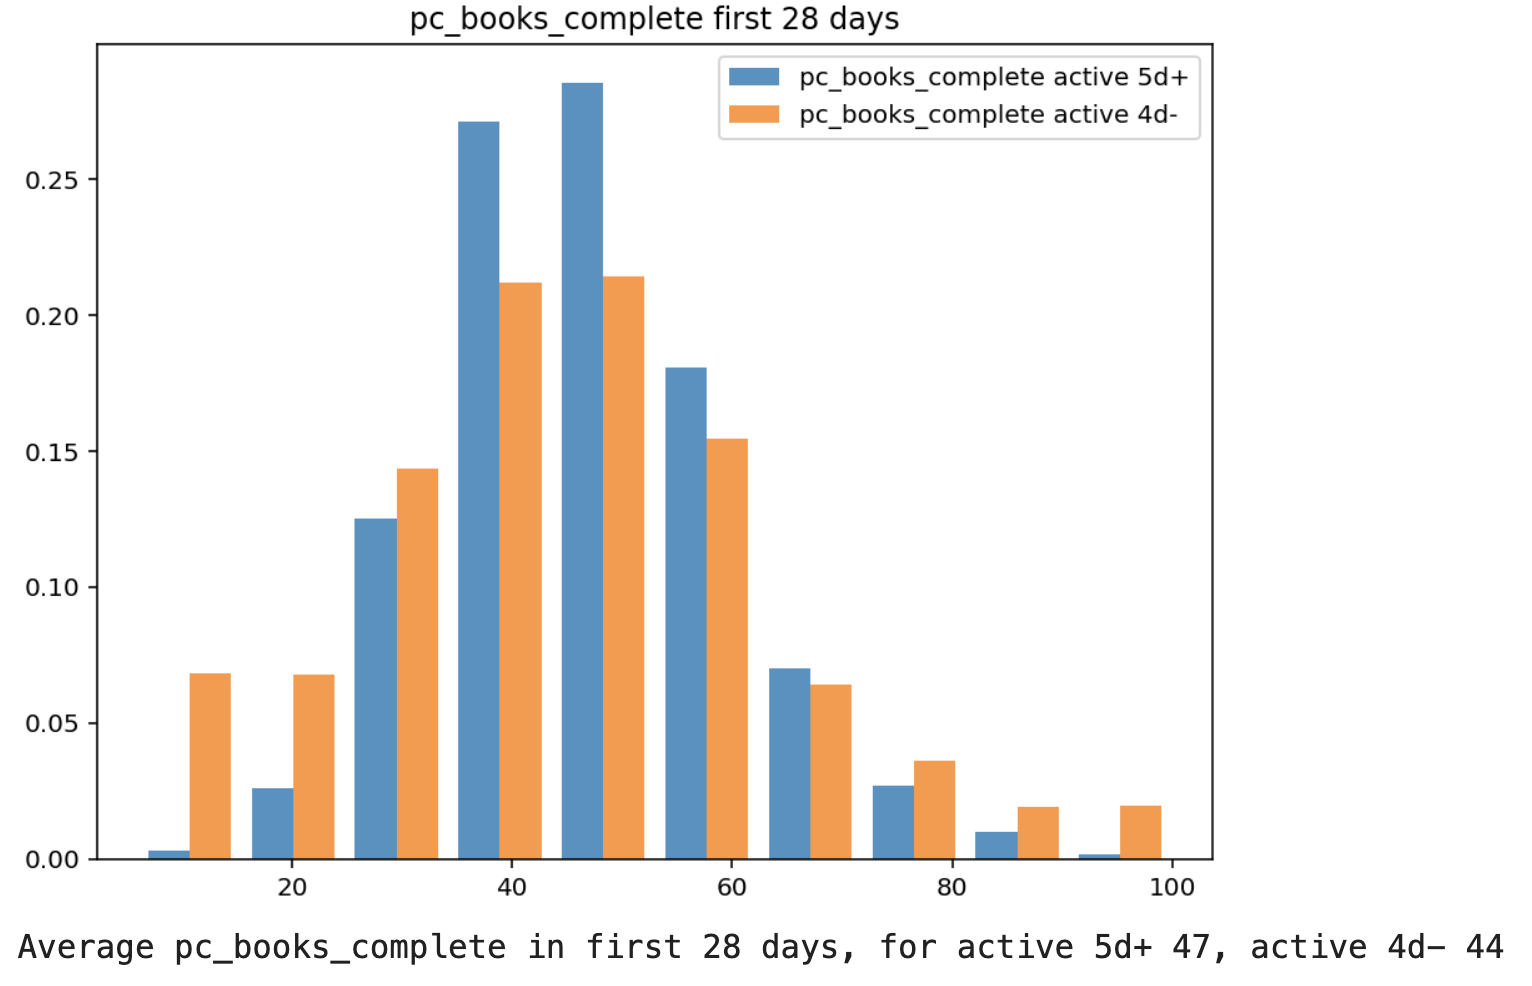 pc_books_complete first 28 days
pc_books_complete active 5d+
pc_books_complete active 4d-
0.25
0.20
0.15
0.10
0.05
0.00
20 40 60 80 100
Average pc_books_complete in first 28 days, for active 5d+ 47, active 4d− 44